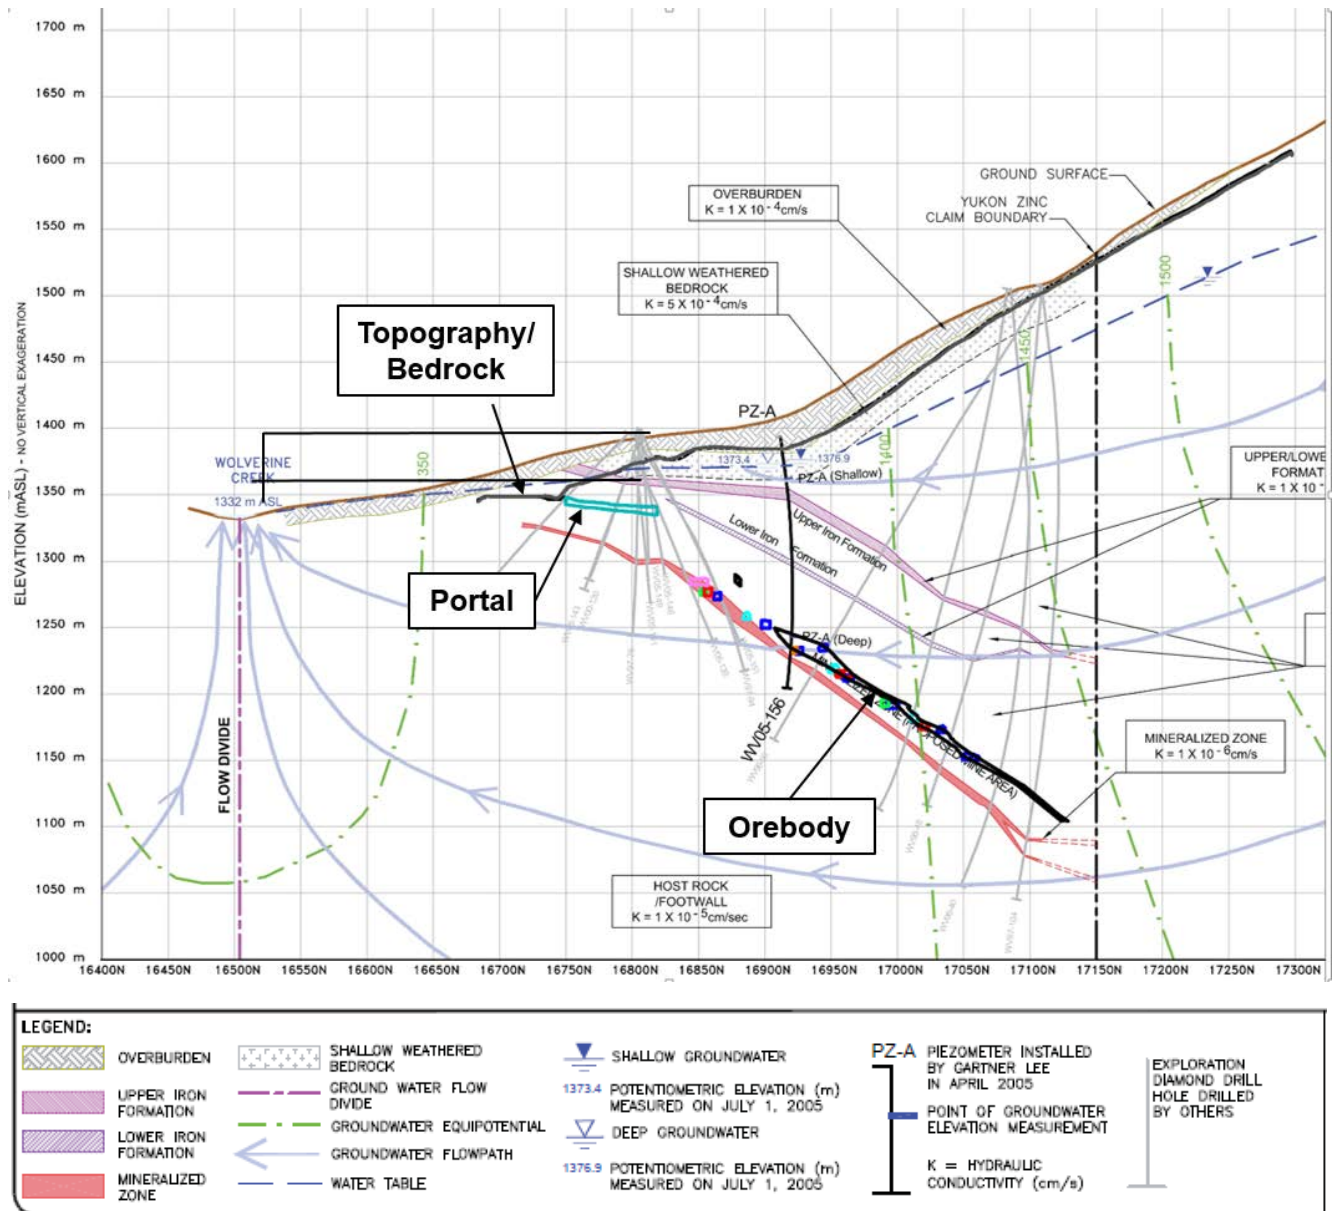 1700 m
1650 m
1600 m
1550 m
1500 m
1450 m
1400 m
1350 m
1300 m
1250 m
1200 m
1150 m
1100 m
1050 m
1000 m
ELEVATION (mASL) - NO VERTICAL EXAGERATION
GROUND SURFACE
YUKON ZINC
CLAIM BOUNDARY
OVERBURDEN
K = 1 X 10 -4cm/s
SHALLOW WEATHERED
BEDROCK
K = 5 X 10 -4cm/s
Topography/
Bedrock
PZ-A
1500
1450
1400
350
WOLVERINE
CREEK
1332 m ASL
1373.4
1376.9
PZ-A (Shallow)
UPPER/LOWE
FORMAT
K = 1 X 10 -
Upper Iron Formation
Lower Iron Formation
Portal
PZ-A (Deep)
ZONE (PROPOSED MINE AREA)
WV05-156
FLOW DIVIDE
MINERALIZED ZONE
K = 1 X 10 -6cm/s
Orebody
HOST ROCK
/FOOTWALL
K = 1 X 10 -5cm/sec
WV97-104
16400N 16450N 16500N 16550N 16600N 16650N 16700N 16750N 16800N 16850N 16900N 16950N 17000N 17050N 17100N 17150N 17200N 17250N 17300N
LEGEND:
OVERBURDEN
UPPER IRON
FORMATION
LOWER IRON
FORMATION
MINERALIZED
ZONE
SHALLOW WEATHERED
BEDROCK
GROUND WATER FLOW
DIVIDE
GROUNDWATER EQUIPOTENTIAL
GROUNDWATER FLOWPATH
WATER TABLE
SHALLOW GROUNDWATER
1373.4 POTENTIOMETRIC ELEVATION (m)
MEASURED ON JULY 1, 2005
DEEP GROUNDWATER
1376.9 POTENTIOMETRIC ELEVATION (m)
MEASURED ON JULY 1, 2005
PZ-A PIEZOMETER INSTALLED
BY GARTNER LEE
IN APRIL 2005
POINT OF GROUNDWATER
ELEVATION MEASUREMENT
K = HYDRAULIC
CONDUCTIVITY (cm/s)
EXPLORATION
DIAMOND DRILL
HOLE DRILLED
BY OTHERS